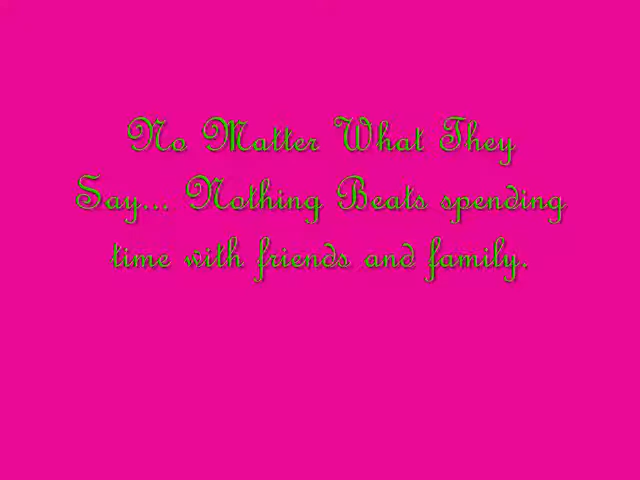 No Matter What They
Say... Nothing Beats spending
time with friends and family.